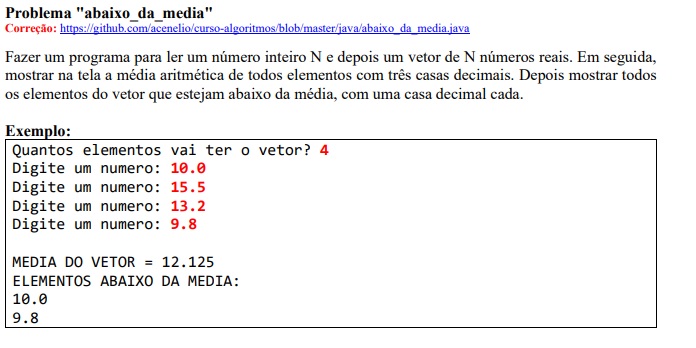 Problema "abaixo_da_media"
Correção: https://github.com/acenelio/curso-algoritmos/blob/master/java/abaixo_da_media.java
Fazer um programa para ler um número inteiro N e depois um vetor de N números reais. Em seguida,
mostrar na tela a média aritmética de todos elementos com três casas decimais. Depois mostrar todos
os elementos do vetor que estejam abaixo da média, com uma casa decimal cada.
Exemplo:
Quantos elementos vai ter o vetor? 4
Digite um numero: 10.0
Digite um numero: 15.5
Digite um numero: 13.2
Digite um numero: 9.8
MEDIA DO VETOR = 12.125
ELEMENTOS ABAIXO DA MEDIA:
10.0
9.8